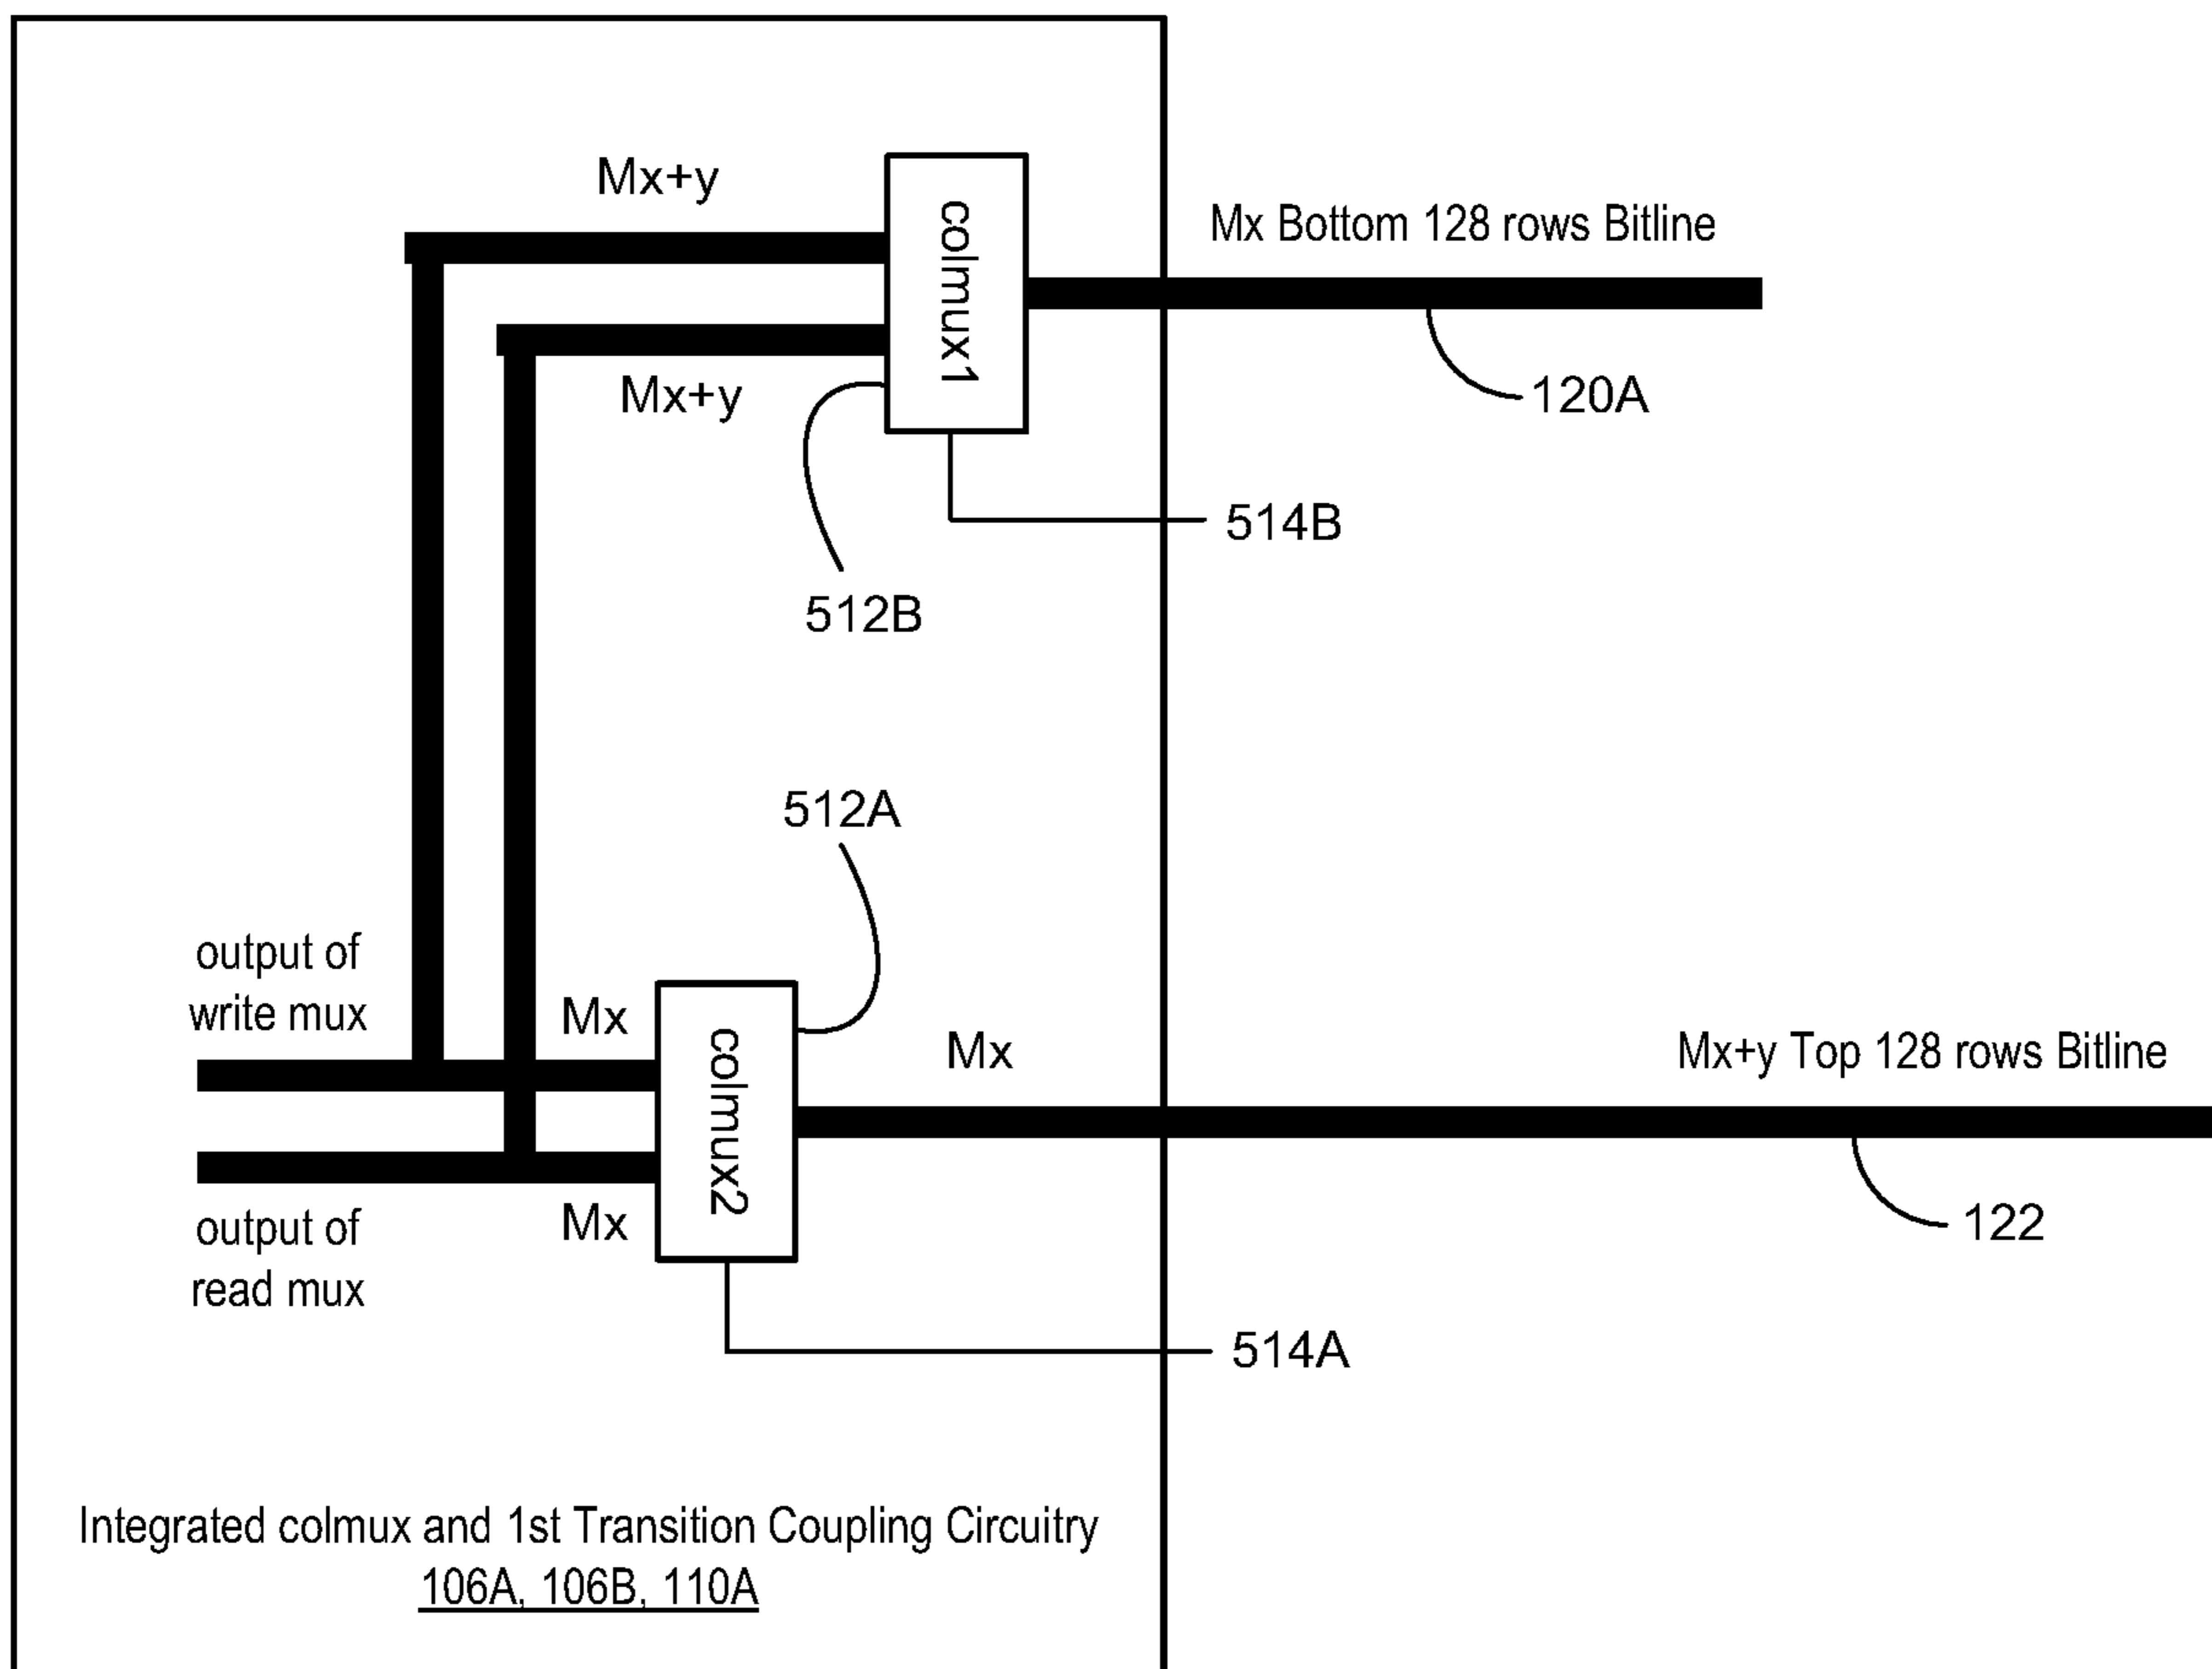 Mx+y
colmux1
Mx Bottom 128 rows Bitline
Mx+y
120A
514B
512B
512A
output of
write mux
Mx
colmux2
Mx
Mx+y Top 128 rows Bitline
output of
read mux
Mx
122
514A
Integrated colmux and 1st Transition Coupling Circuitry
106A, 106B, 110A